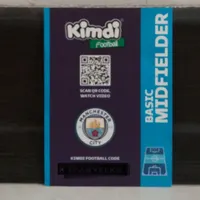 Kimdi
Football
SCAN QR CODE,
WATCH VIDEO!
MANCHESTER
CITY
KIMDI FOOTBALL CODE
BASIC
MIDFIELDER